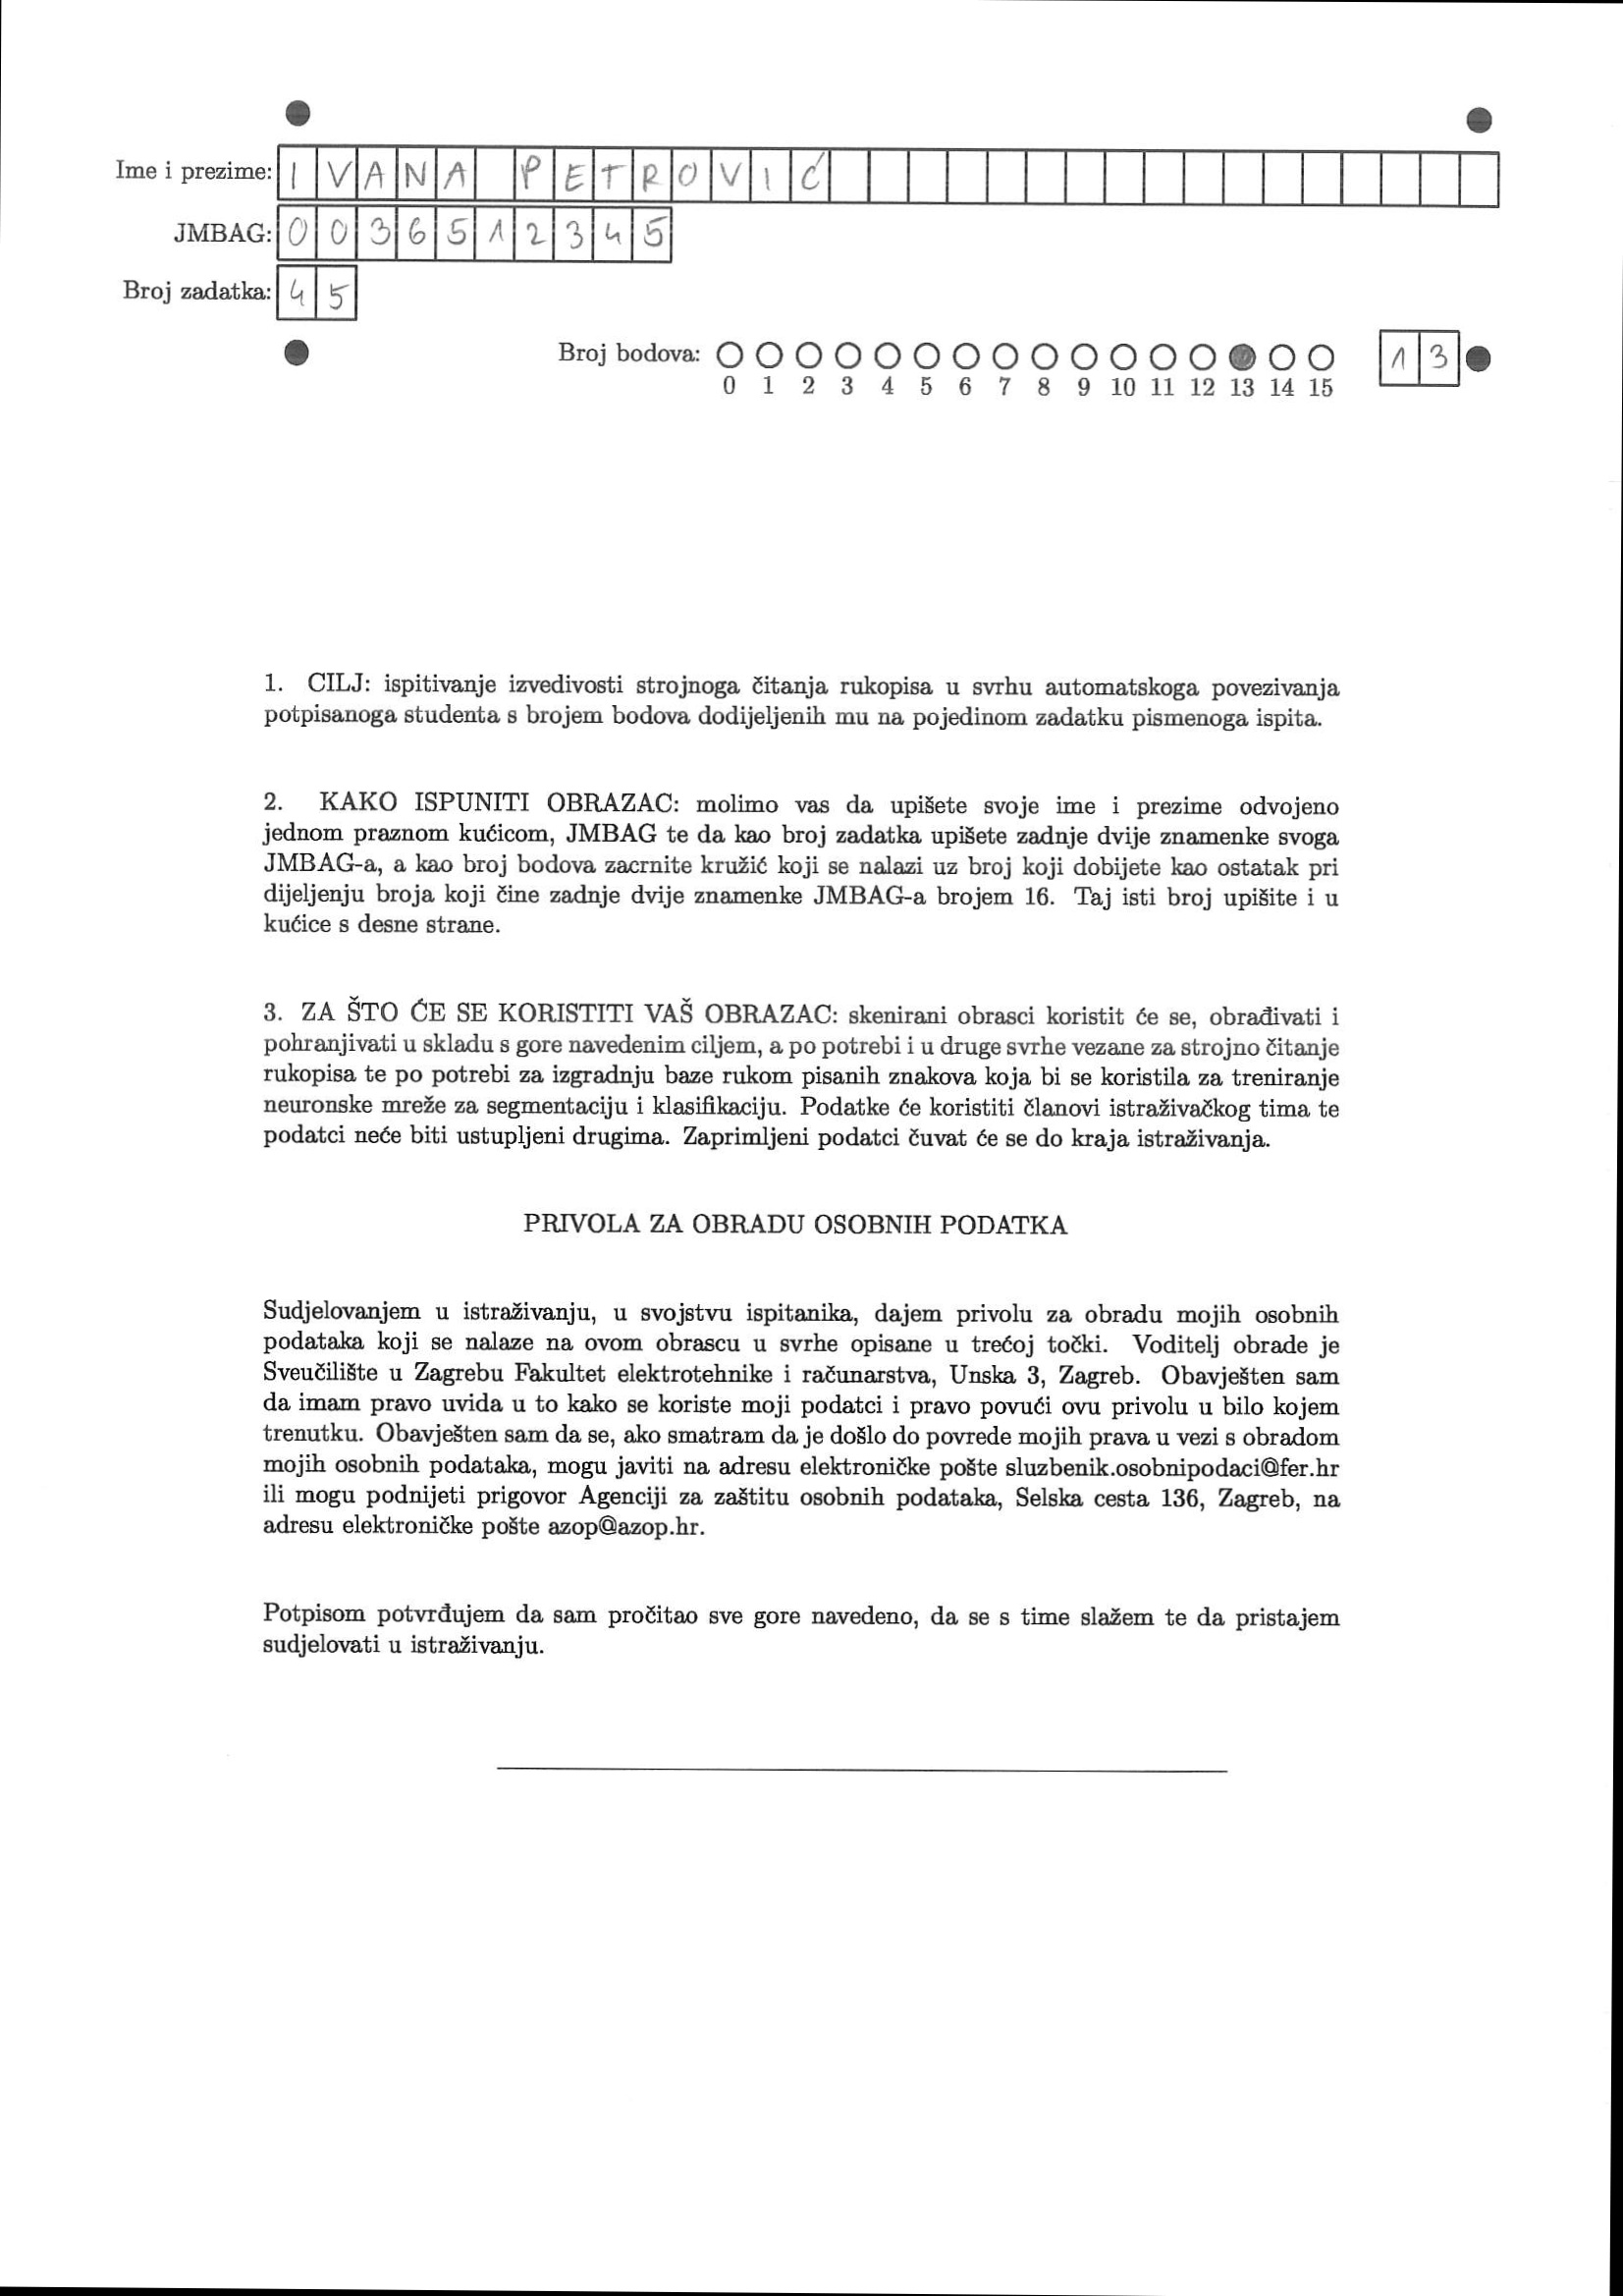 Ime i prezime: IVANA PETROVIĆ
JMBAG: 0036512345
Broj zadatka: 45
Broj bodova: 13
0 1 2 3 4 5 6 7 8 9 10 11 12 13 14 15
1. CILJ: ispitivanje izvedivosti strojnoga čitanja rukopisa u svrhu automatskoga povezivanja
potpisanoga studenta s brojem bodova dodijeljenih mu na pojedinom zadatku pismenoga ispita.
2. KAKO ISPUNITI OBRAZAC: molimo vas da upišete svoje ime i prezime odvojeno
jednom praznom kućicom, JMBAG te da kao broj zadatka upišete zadnje dvije znamenke svoga
JMBAG-a, a kao broj bodova zacrnite kružić koji se nalazi uz broj koji dobijete kao ostatak pri
dijeljenju broja koji čine zadnje dvije znamenke JMBAG-a brojem 16. Taj isti broj upišite i u
kućice s desne strane.
3. ZA ŠTO ĆE SE KORISTITI VAŠ OBRAZAC: skenirani obrasci koristit će se, obrađivati i
pohranjivati u skladu s gore navedenim ciljem, a po potrebi i u druge svrhe vezane za strojno čitanje
rukopisa te po potrebi za izgradnju baze rukom pisanih znakova koja bi se koristila za treniranje
neuronske mreže za segmentaciju i klasifikaciju. Podatke će koristiti članovi istraživačkog tima te
podatci neće biti ustupljeni drugima. Zaprimljeni podatci čuvat će se do kraja istraživanja.
PRIVOLA ZA OBRADU OSOBNIH PODATKA
Sudjelovanjem u istraživanju, u svojstvu ispitanika, dajem privolu za obradu mojih osobnih
podataka koji se nalaze na ovom obrascu u svrhe opisane u trećoj točki. Voditelj obrade je
Sveučilište u Zagrebu Fakultet elektrotehnike i računarstva, Unska 3, Zagreb. Obavješten sam
da imam pravo uvida u to kako se koriste moji podatci i pravo povući ovu privolu u bilo kojem
trenutku. Obavješten sam da se, ako smatram da je došlo do povrede mojih prava u vezi s obradom
mojih osobnih podataka, mogu javiti na adresu elektroničke pošte sluzbenik.osobnipodaci@fer.hr
ili mogu podnijeti prigovor Agenciji za zaštitu osobnih podataka, Selska cesta 136, Zagreb, na
adresu elektroničke pošte azop@azop.hr.
Potpisom potvrđujem da sam pročitao sve gore navedeno, da se s time slažem te da pristajem
sudjelovati u istraživanju.